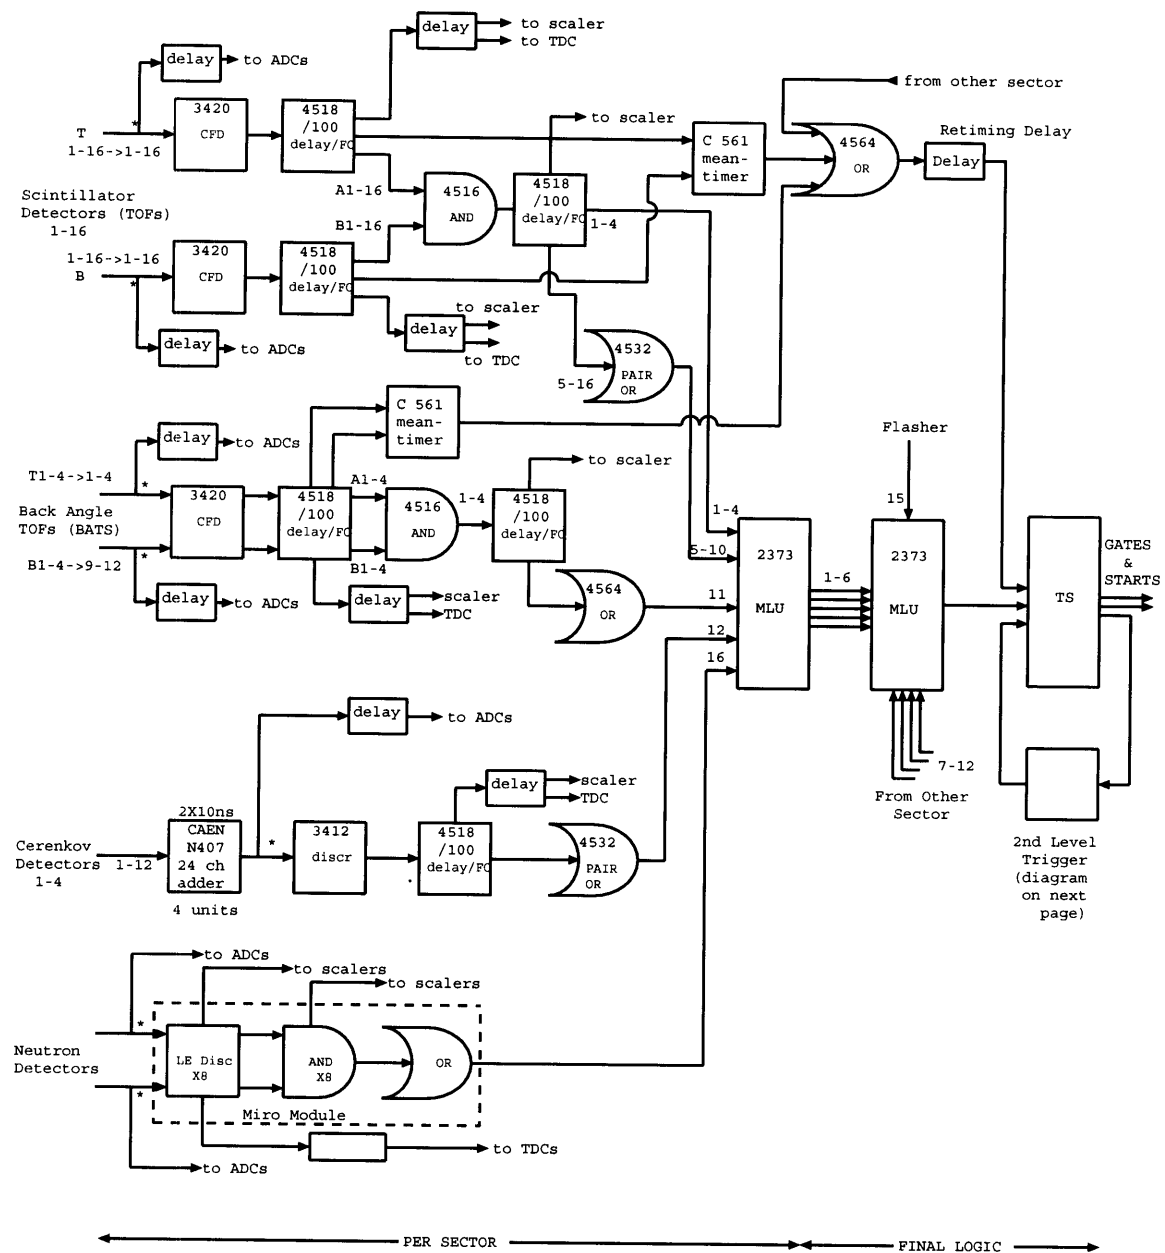 delay
to scaler
to TDC
delay
to ADCs
from other sector
3420
CFD
4518
/100
delay/FO
to scaler
C 561
mean-
timer
4564
OR
Retiming Delay
Delay
*
T
1-16->1-16
Scintillator
Detectors (TOFs)
1-16
A1-16
4516
AND
B1-16
4518
/100
delay/FO
1-4
1-16->1-16
B
*
3420
CFD
4518
/100
delay/FO
to scaler
delay
to TDC
delay
to ADCs
4532
PAIR
OR
5-16
C 561
mean-
timer
Flasher
delay
to ADCs
to scaler
T1-4->1-4
*
Back Angle
TOFs (BATS)
3420
CFD
4518
/100
delay/FO
A1-4
4516
AND
B1-4
1-4
4518
/100
delay/FO
*
B1-4->9-12
delay
to ADCs
delay
scaler
TDC
4564
OR
1-4
5-10
11
12
16
2373
MLU
1-6
15
2373
MLU
TS
GATES
&
STARTS
7-12
From Other
Sector
2nd Level
Trigger
(diagram
on next
page)
delay
to ADCs
delay
scaler
TDC
2X10ns
CAEN
N407
24 ch
adder
4 units
Cerenkov
Detectors
1-4
1-12
*
3412
discr
4518
/100
delay/FO
4532
PAIR
OR
to ADCs
to scalers
to scalers
*
Neutron
Detectors
*
LE Disc
X8
AND
X8
OR
Miro Module
to TDCs
to ADCs
PER SECTOR
FINAL LOGIC